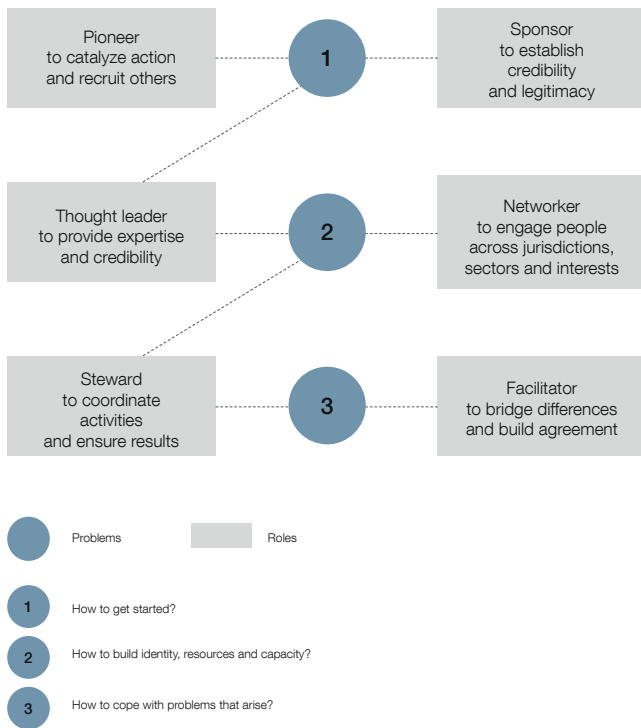 Pioneer
to catalyze action
and recruit others
1
Sponsor
to establish
credibility
and legitimacy
Thought leader
to provide expertise
and credibility
2
Networker
to engage people
across jurisdictions,
sectors and interests
Steward
to coordinate
activities
and ensure results
3
Facilitator
to bridge differences
and build agreement
Problems
Roles
1
How to get started?
2
How to build identity, resources and capacity?
3
How to cope with problems that arise?